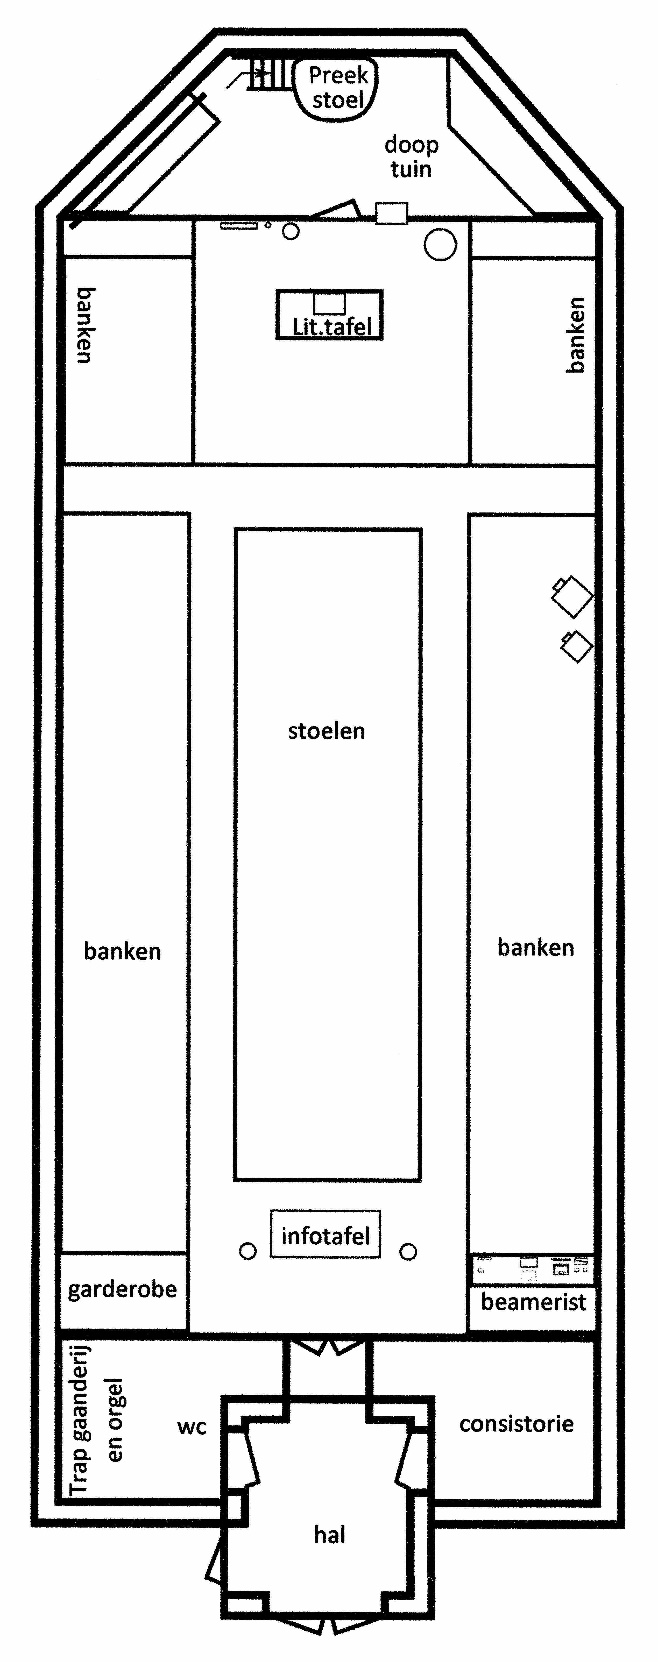 Preek
stoel
doop
tuin
banken
Lit.tafel
banken
stoelen
banken
banken
infotafel
garderobe
beamerist
Trap gaanderij
en orgel
wc
consistorie
hal